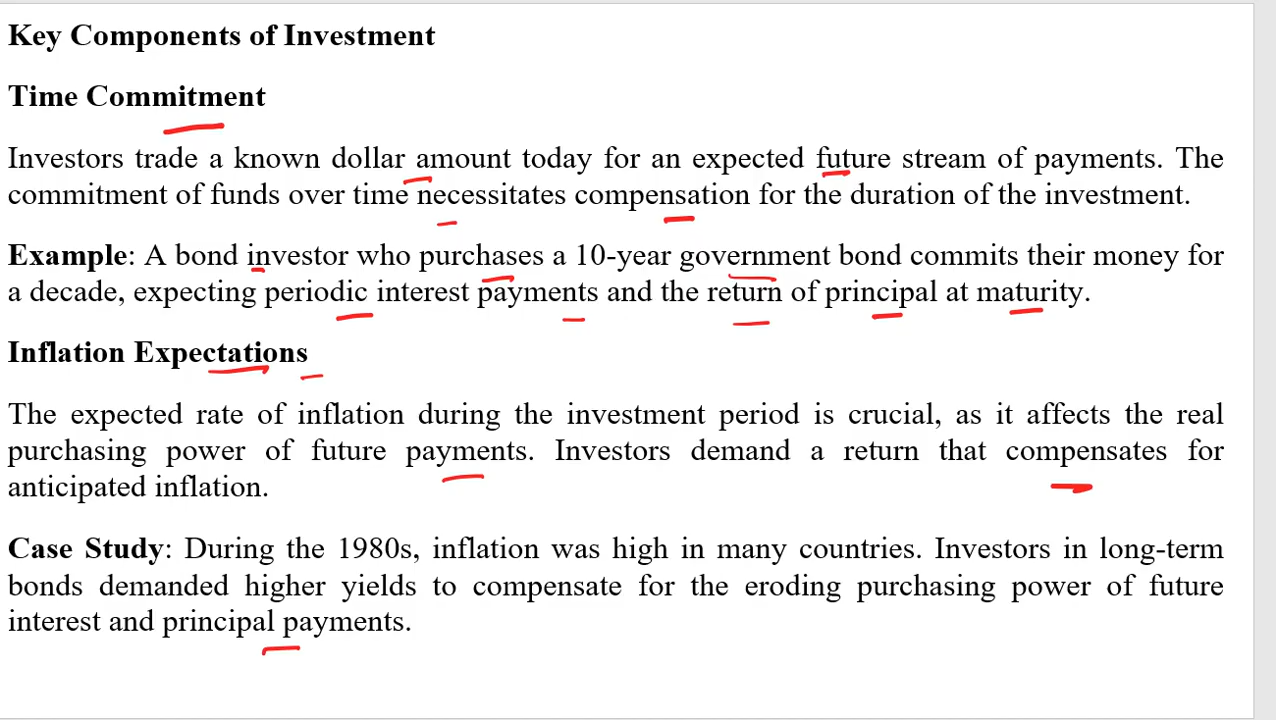 Key Components of Investment
Time Commitment
Investors trade a known dollar amount today for an expected future stream of payments. The
commitment of funds over time necessitates compensation for the duration of the investment.
Example: A bond investor who purchases a 10-year government bond commits their money for
a decade, expecting periodic interest payments and the return of principal at maturity.
Inflation Expectations
The expected rate of inflation during the investment period is crucial, as it affects the real
purchasing power of future payments. Investors demand a return that compensates for
anticipated inflation.
Case Study: During the 1980s, inflation was high in many countries. Investors in long-term
bonds demanded higher yields to compensate for the eroding purchasing power of future
interest and principal payments.